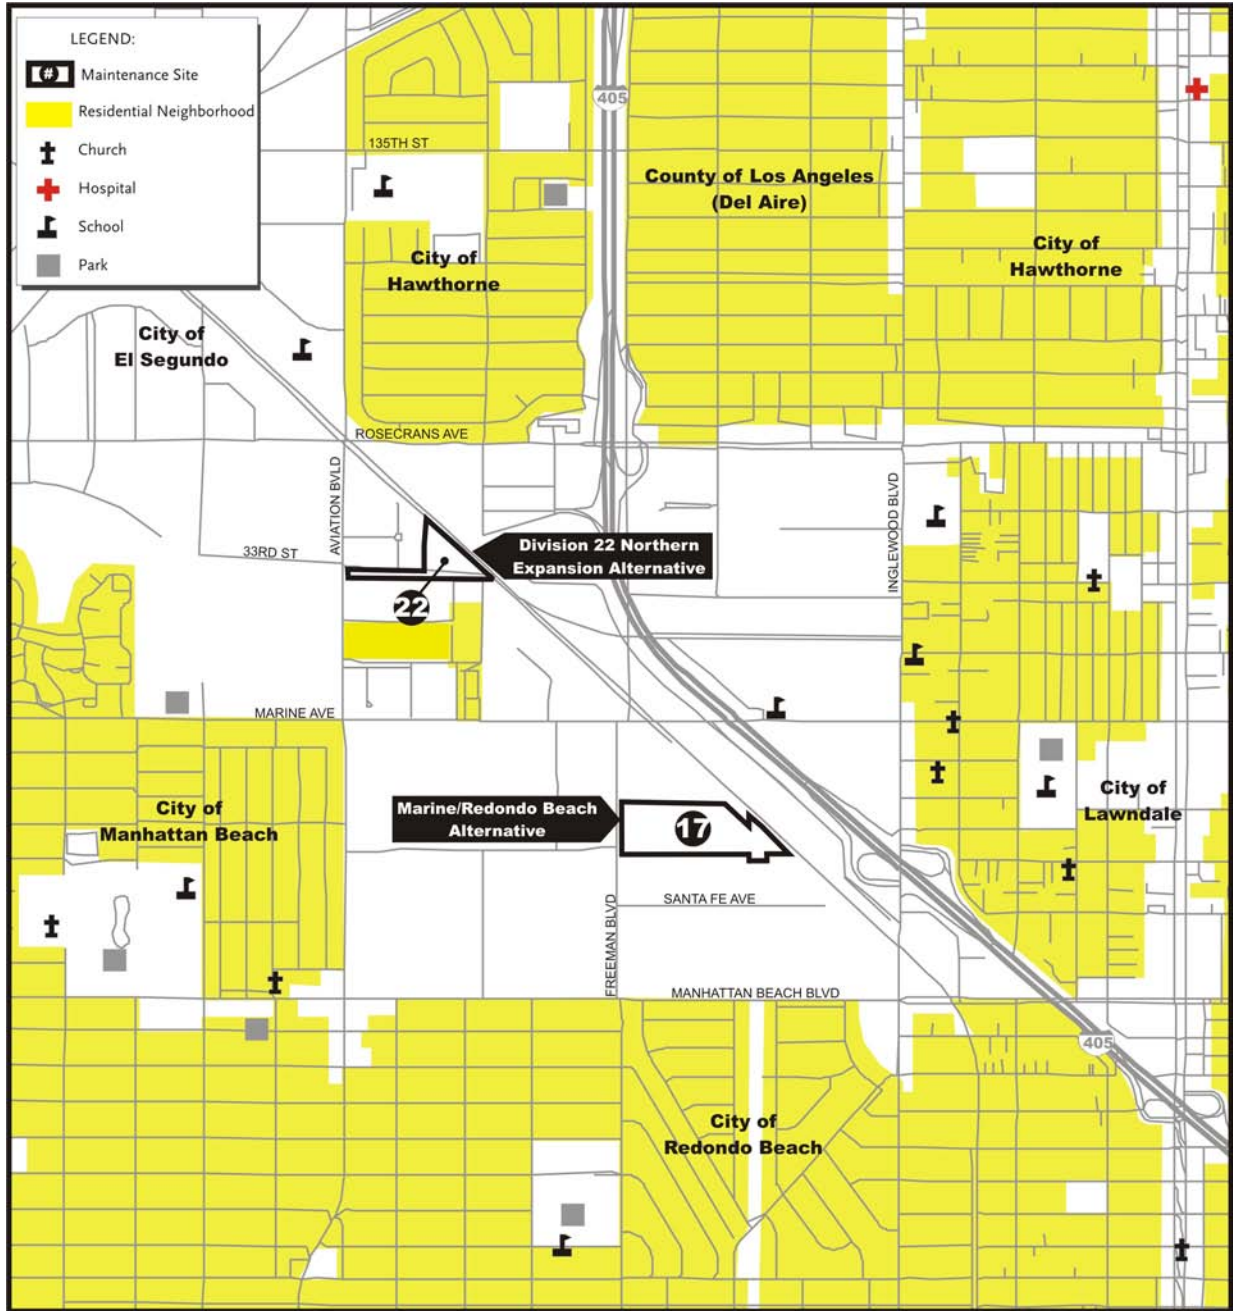 LEGEND:
# Maintenance Site
Residential Neighborhood
Church
Hospital
School
Park
405
135TH ST
County of Los Angeles
(Del Aire)
City of
Hawthorne
City of
Hawthorne
City of
El Segundo
ROSECRANS AVE
AVIATION BVLD
INGLEWOOD BLVD
33RD ST
Division 22 Northern
Expansion Alternative
22
MARINE AVE
City of
Manhattan Beach
Marine/Redondo Beach
Alternative
17
City of
Lawndale
SANTA FE AVE
FREEMAN BLVD
MANHATTAN BEACH BLVD
405
City of
Redondo Beach